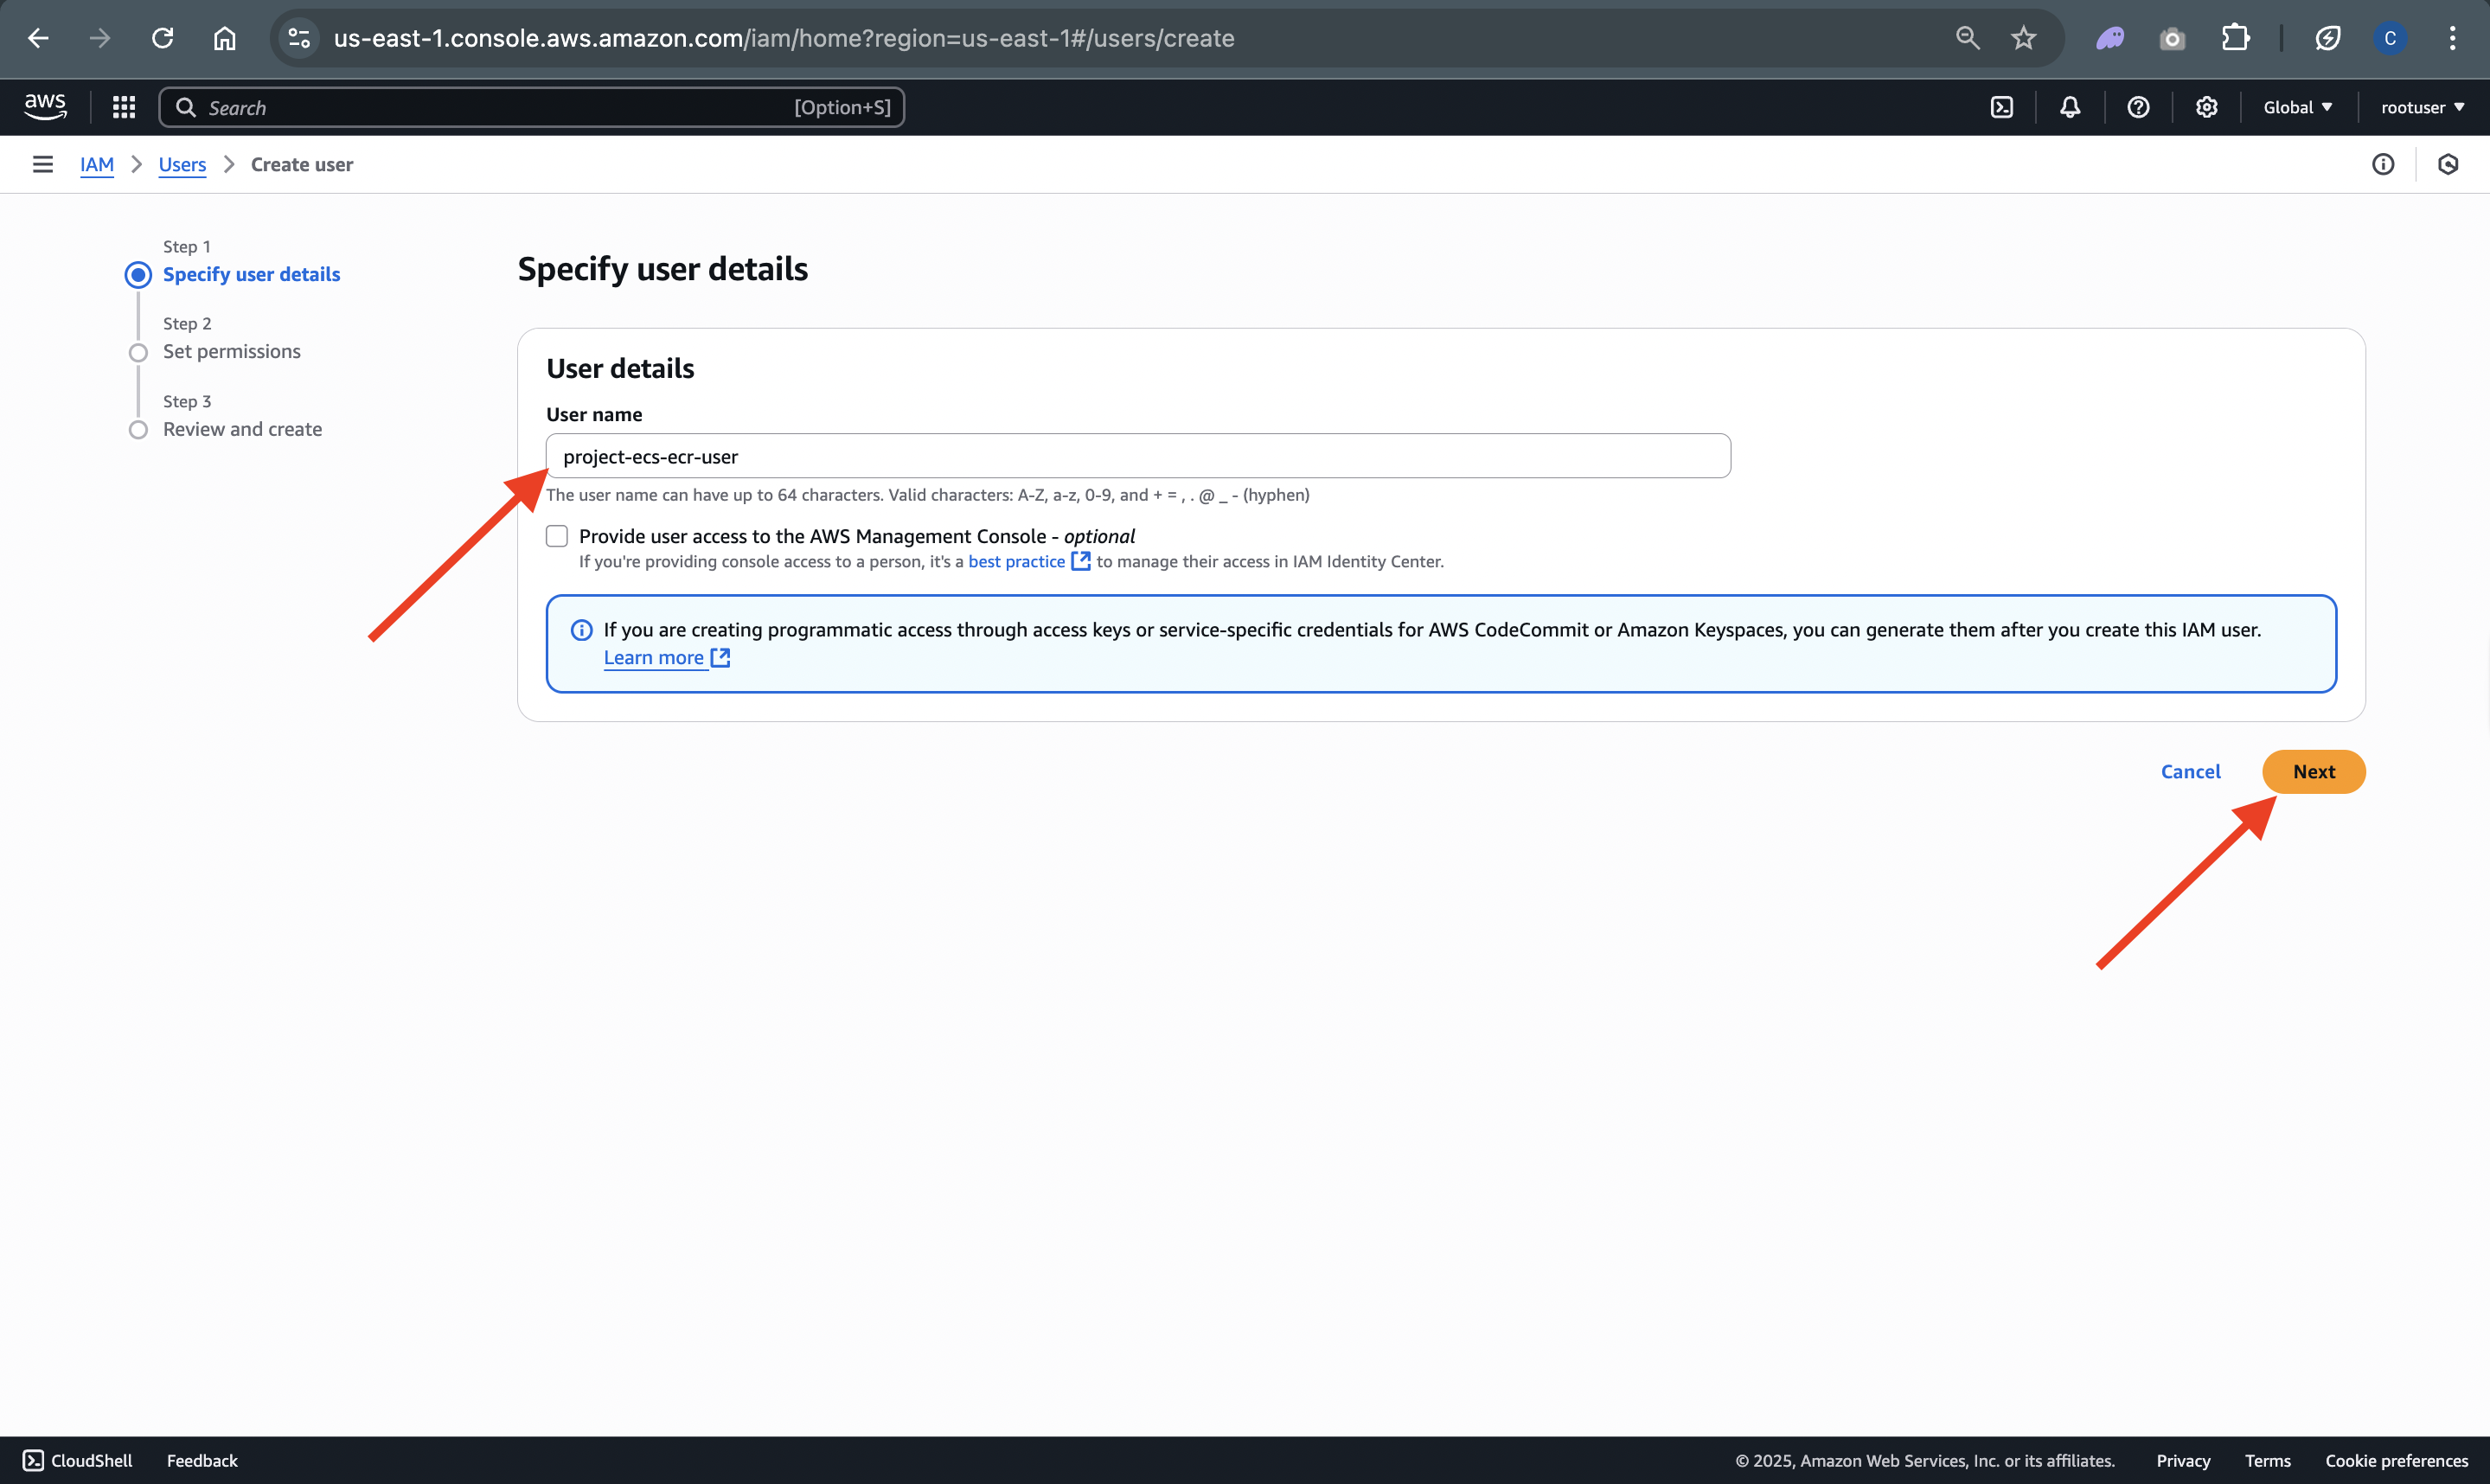 us-east-1.console.aws.amazon.com/iam/home?region=us-east-1#/users/create
C
aws
Search
[Option+S]
Global
rootuser
IAM
Users
Create user
Step 1
Specify user details
Step 2
Set permissions
Step 3
Review and create
Specify user details
User details
User name
project-ecs-ecr-user
The user name can have up to 64 characters. Valid characters: A-Z, a-z, 0-9, and + = , . @ _ - (hyphen)
Provide user access to the AWS Management Console - optional
If you're providing console access to a person, it's a best practice to manage their access in IAM Identity Center.
If you are creating programmatic access through access keys or service-specific credentials for AWS CodeCommit or Amazon Keyspaces, you can generate them after you create this IAM user.
Learn more
Cancel
Next
CloudShell
Feedback
© 2025, Amazon Web Services, Inc. or its affiliates.
Privacy
Terms
Cookie preferences